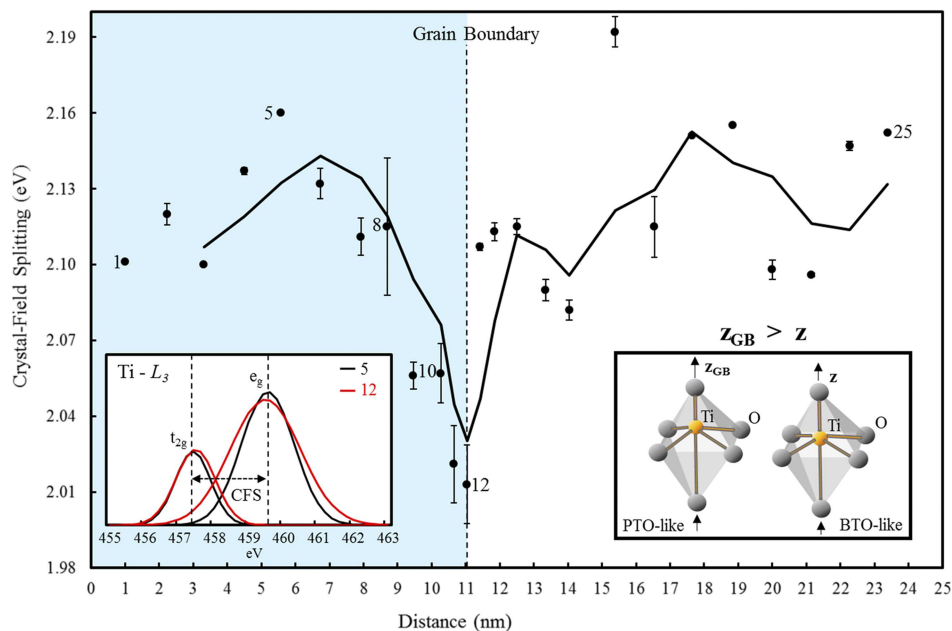 Grain Boundary
Crystal-Field Splitting (eV)
2.19
2.16
2.13
2.10
2.07
2.04
2.01
1.98
1
5
8
10
12
25
Ti - L3
5
12
eg
t2g
CFS
455 456 457 458 459 460 461 462 463
eV
zGB > z
zGB
z
Ti
O
Ti
O
PTO-like
BTO-like
0 1 2 3 4 5 6 7 8 9 10 11 12 13 14 15 16 17 18 19 20 21 22 23 24 25
Distance (nm)